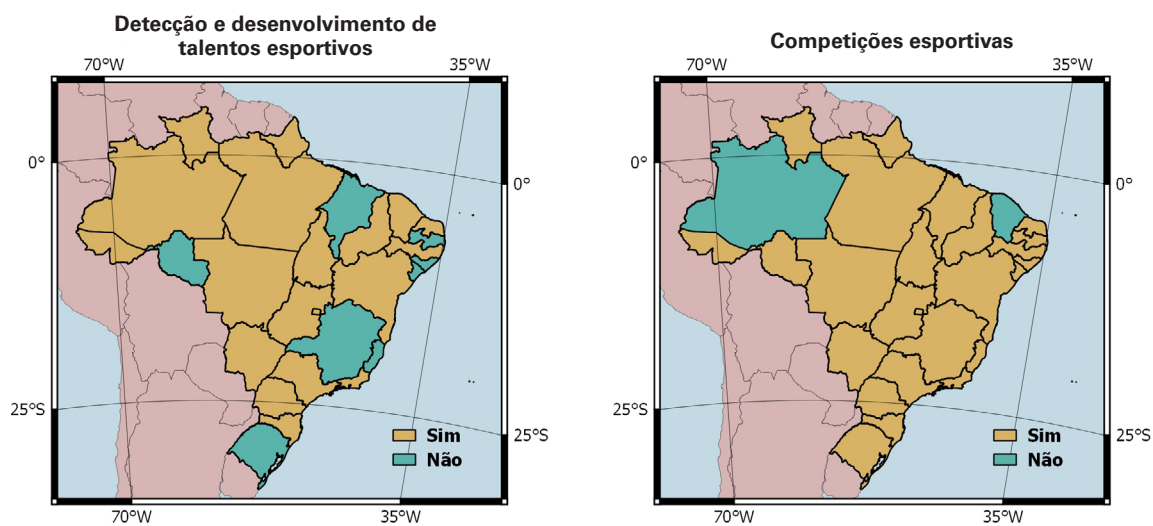 Detecção e desenvolvimento de
talentos esportivos
70°W
35°W
0°
0°
25°S
25°S
Sim
Não
70°W
35°W
Competições esportivas
70°W
35°W
0°
0°
25°S
25°S
Sim
Não
70°W
35°W